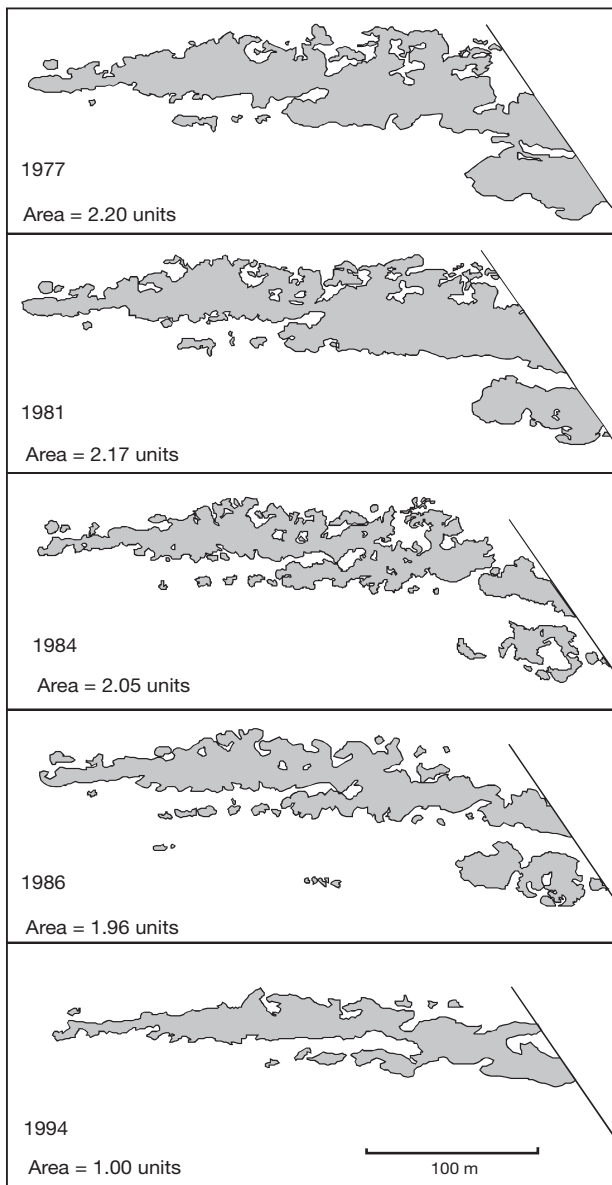 1977
Area = 2.20 units
1981
Area = 2.17 units
1984
Area = 2.05 units
1986
Area = 1.96 units
1994
Area = 1.00 units
100 m